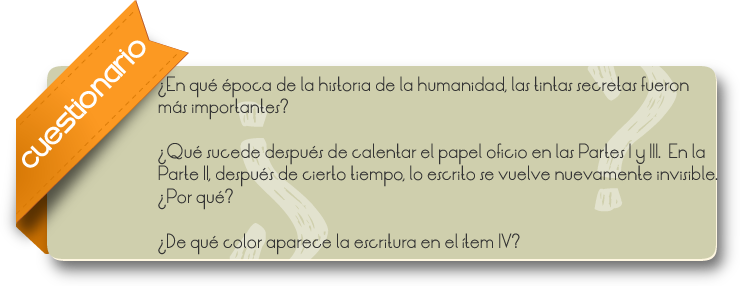 cuestionario
¿En qué época de la historia de la humanidad, las tintas secretas fueron
más importantes?
¿Qué sucede después de calentar el papel oficio en las Partes I y III. En la
Parte II, después de cierto tiempo, lo escrito se vuelve nuevamente invisible.
¿Por qué?
¿De qué color aparece la escritura en el ítem IV?